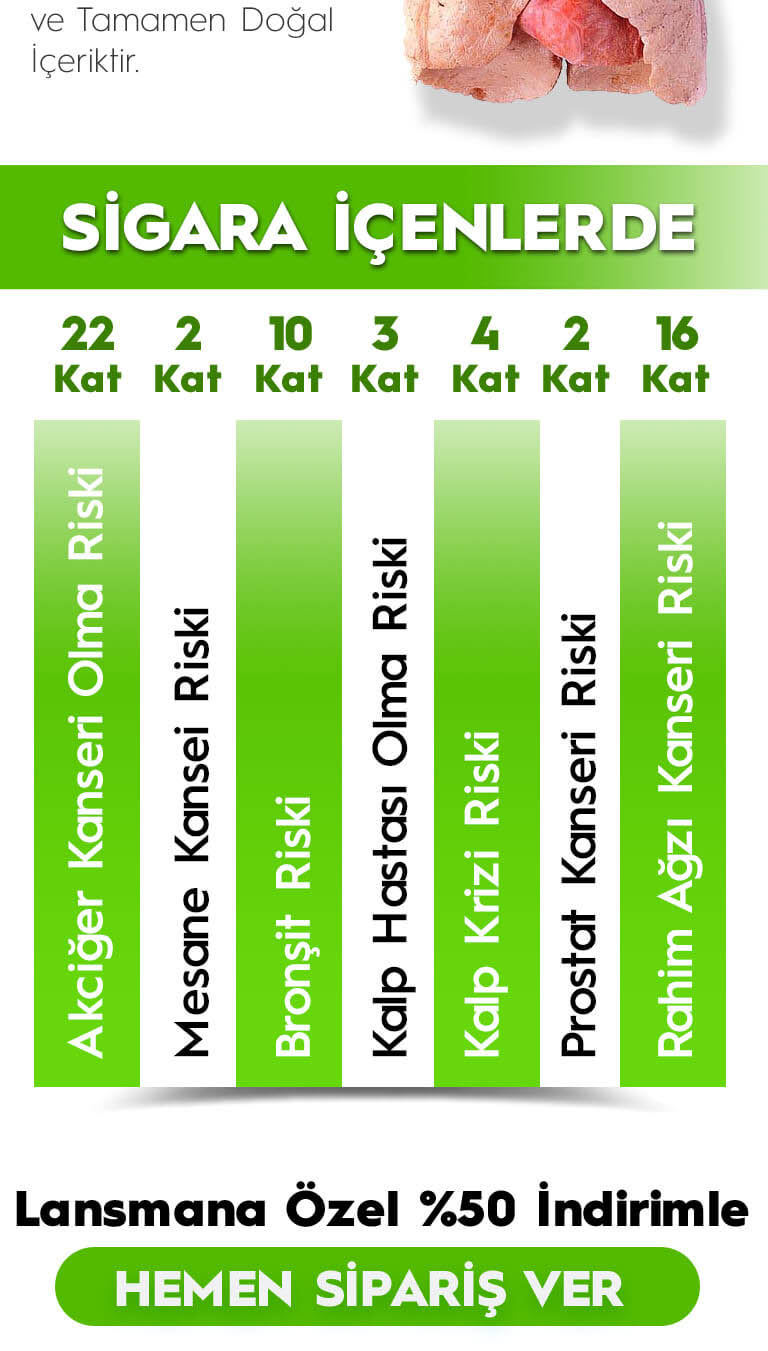 ve Tamamen Doğal
İçeriktir.
SİGARA İÇENLERDE
22 Kat
2 Kat
10 Kat
3 Kat
4 Kat
2 Kat
16 Kat
Akciğer Kanseri Olma Riski
Mesane Kansei Riski
Bronşit Riski
Kalp Hastası Olma Riski
Kalp Krizi Riski
Prostat Kanseri Riski
Rahim Ağzı Kanseri Riski
Lansmana Özel %50 İndirimle
HEMEN SİPARİŞ VER